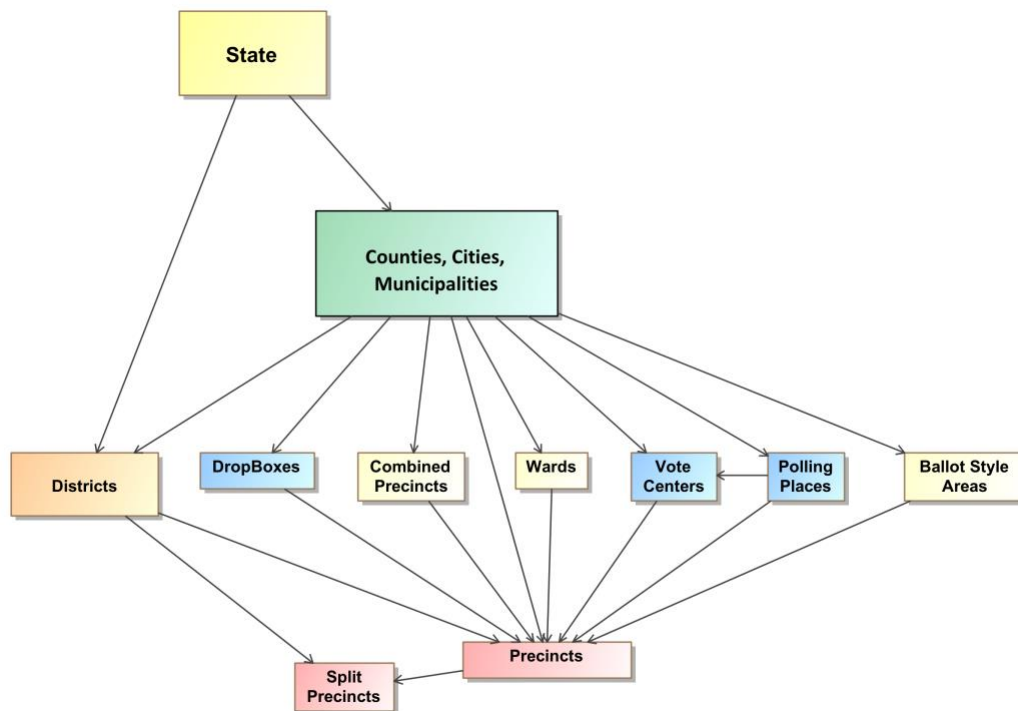 State
Counties, Cities,
Municipalities
Districts
DropBoxes
Combined
Precincts
Wards
Vote
Centers
Polling
Places
Ballot Style
Areas
Precincts
Split
Precincts